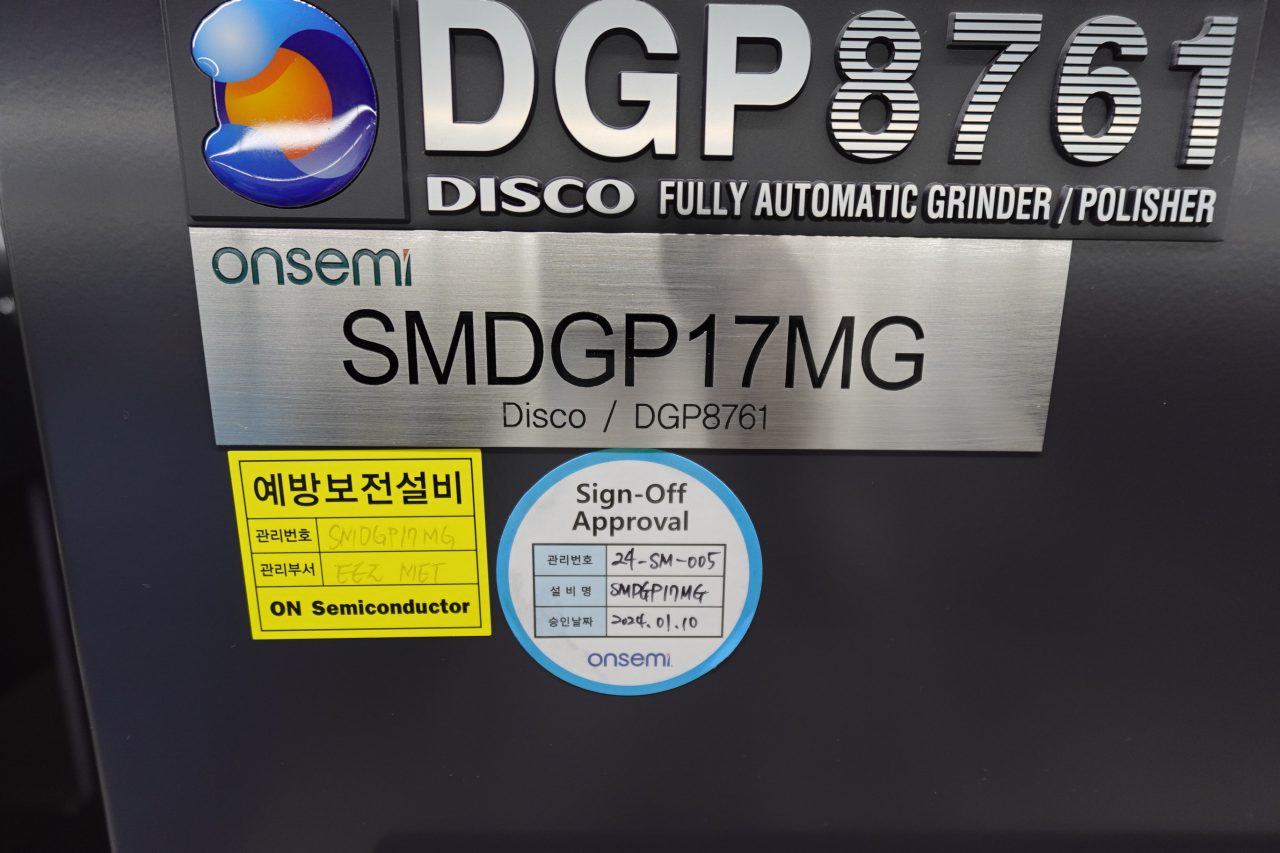 DGP8761
DISCO FULLY AUTOMATIC GRINDER / POLISHER
onsemi
SMDGP17MG
Disco / DGP8761
예방보전설비
관리번호 SMDGP17MG
관리부서 EEZ MET
ON Semiconductor
Sign-Off
Approval
관리번호 24-SM-005
설비명 SMDGP17MG
승인날짜 2024.01.10
onsemi